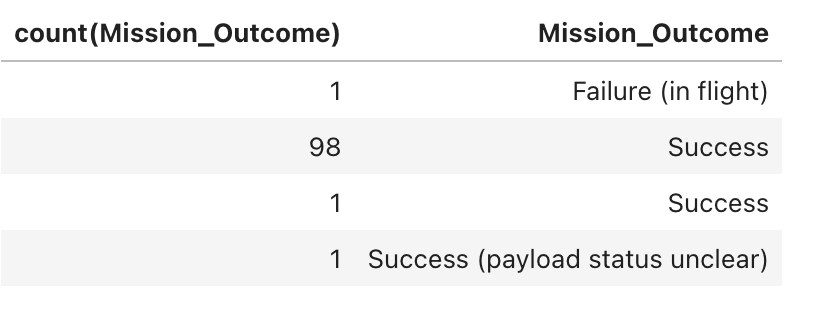 count(Mission_Outcome) Mission_Outcome
1 Failure (in flight)
98 Success
1 Success
1 Success (payload status unclear)